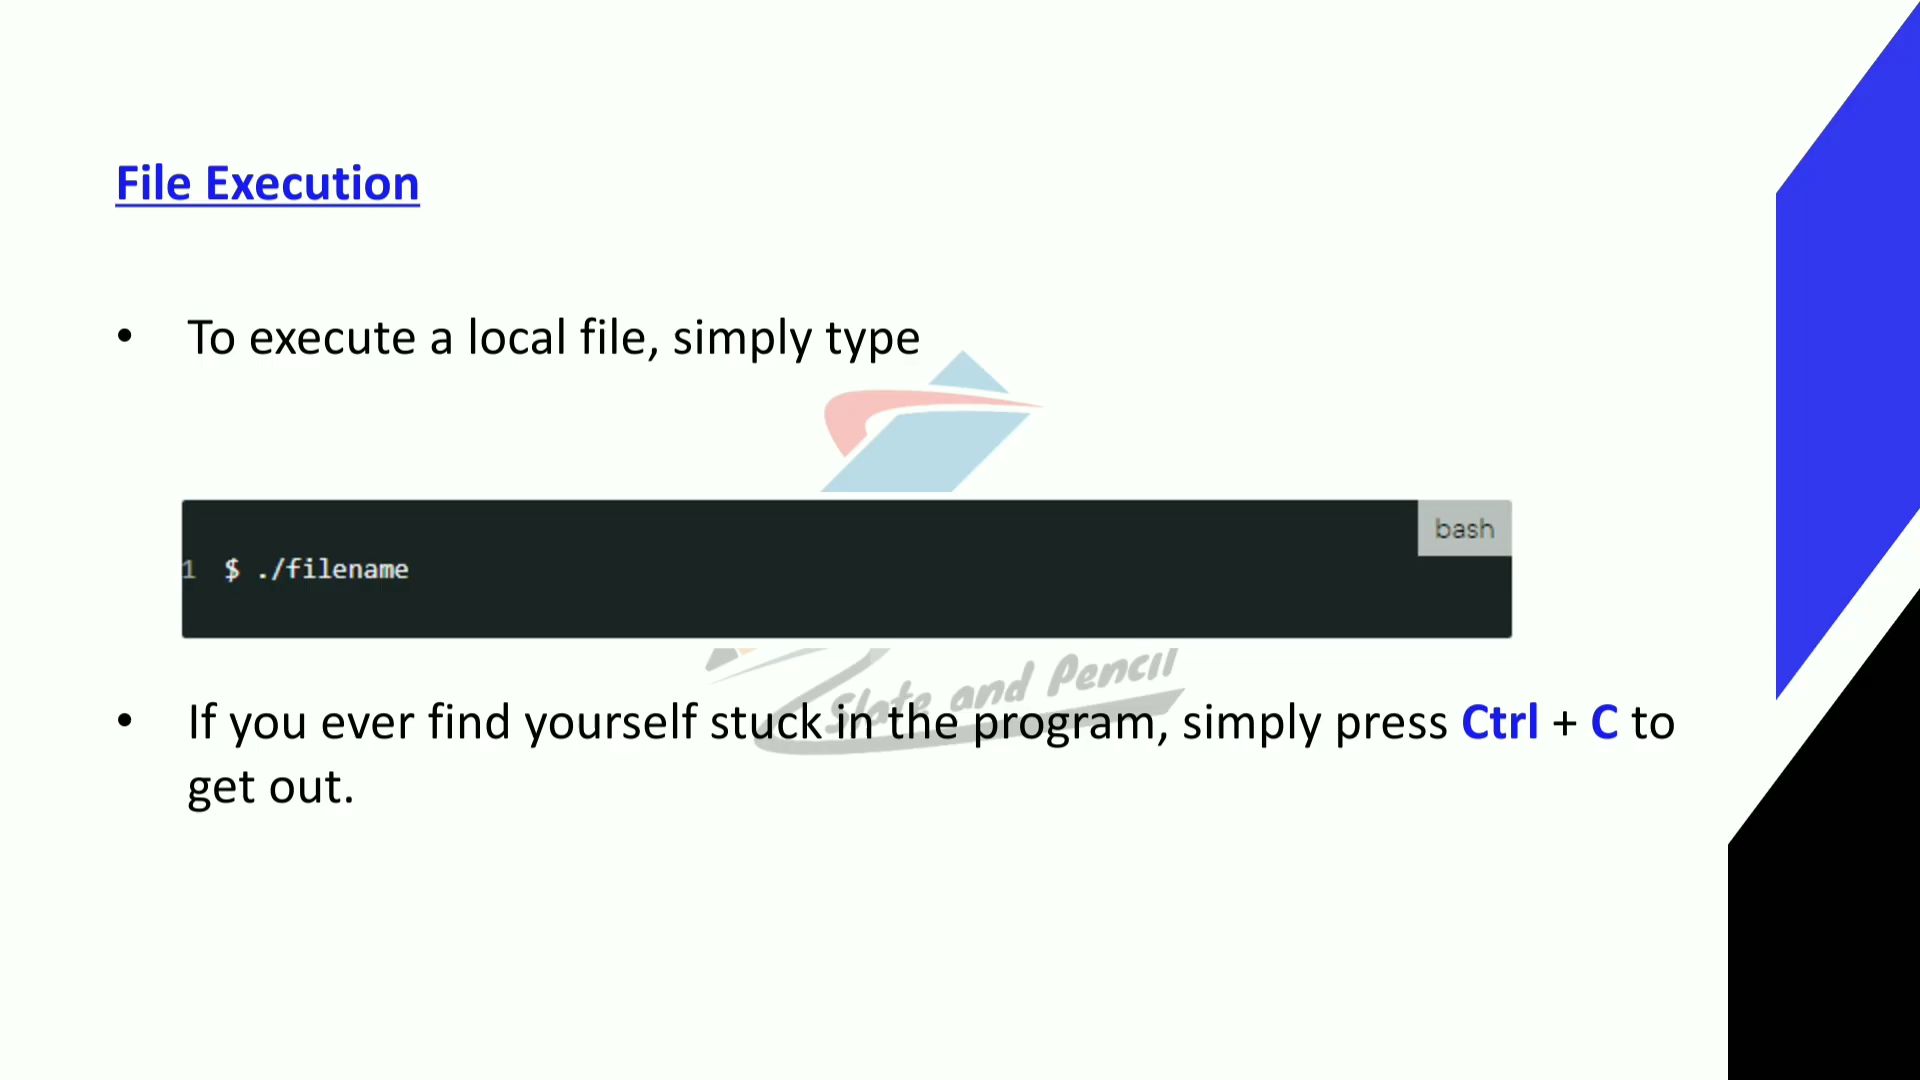 File Execution
• To execute a local file, simply type
bash
1 $ ./filename
Slate and Pencil
• If you ever find yourself stuck in the program, simply press Ctrl + C to
get out.